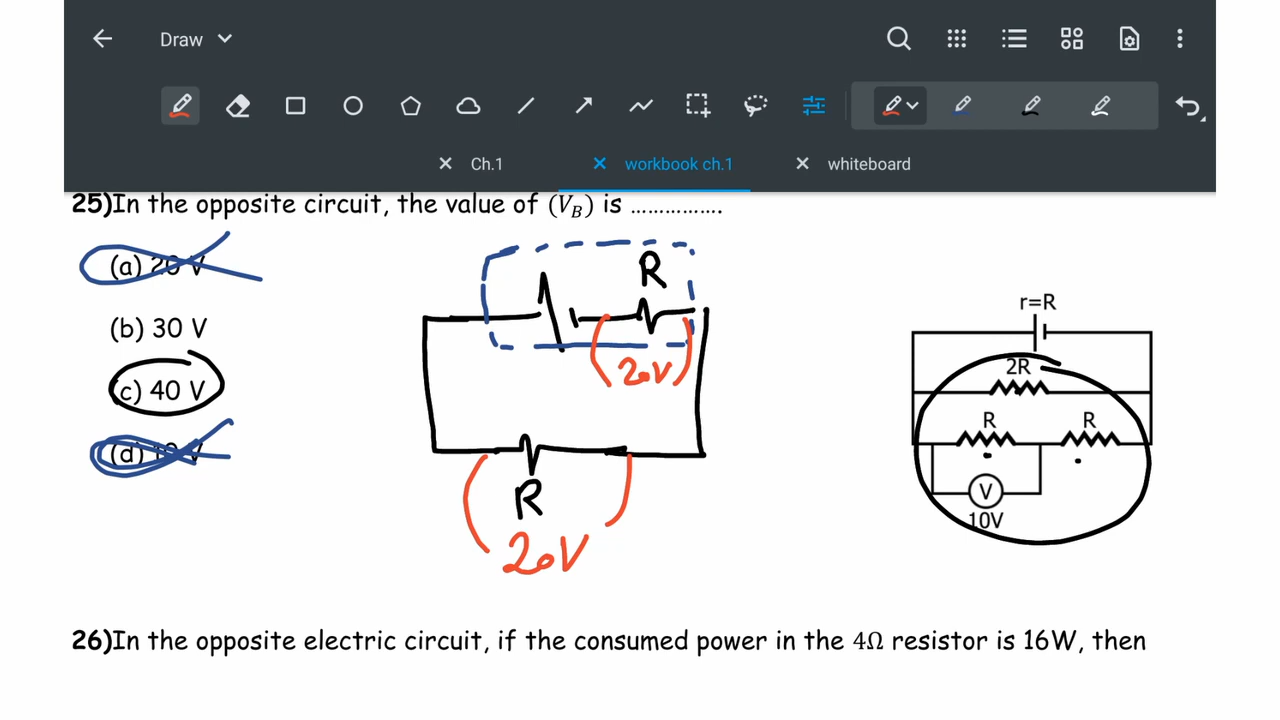 Draw
Ch.1
workbook ch.1
whiteboard
25)In the opposite circuit, the value of (V_B) is ...............
(a) 20 V
(b) 30 V
(c) 40 V
(d) 10 V
R
20V
R
20V
r=R
2R
R
R
V
10V
26)In the opposite electric circuit, if the consumed power in the 4Ω resistor is 16W, then